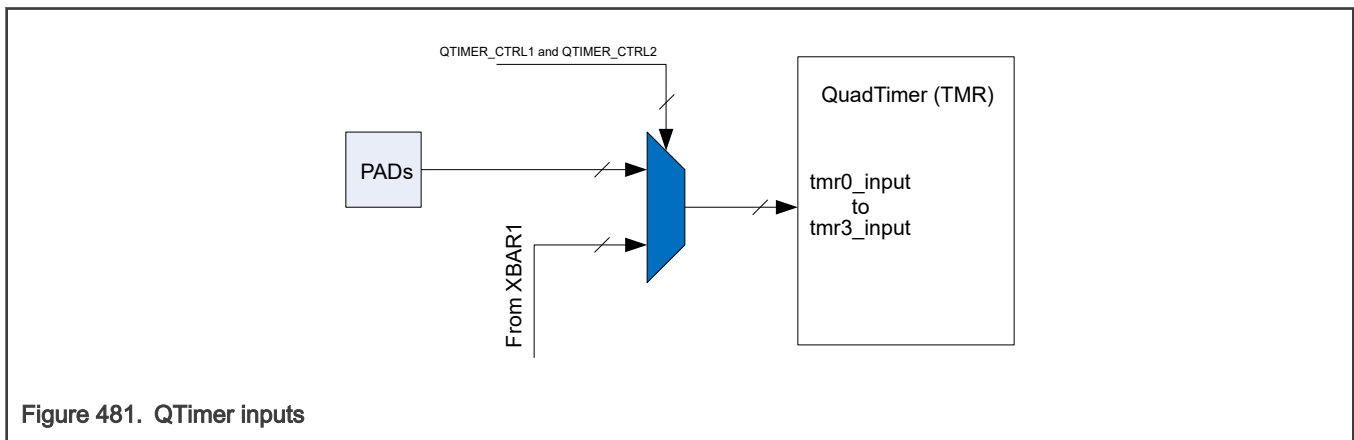 QTIMER_CTRL1 and QTIMER_CTRL2
QuadTimer (TMR)
PADs
tmr0_input
to
tmr3_input
From XBAR1
Figure 481. QTimer inputs